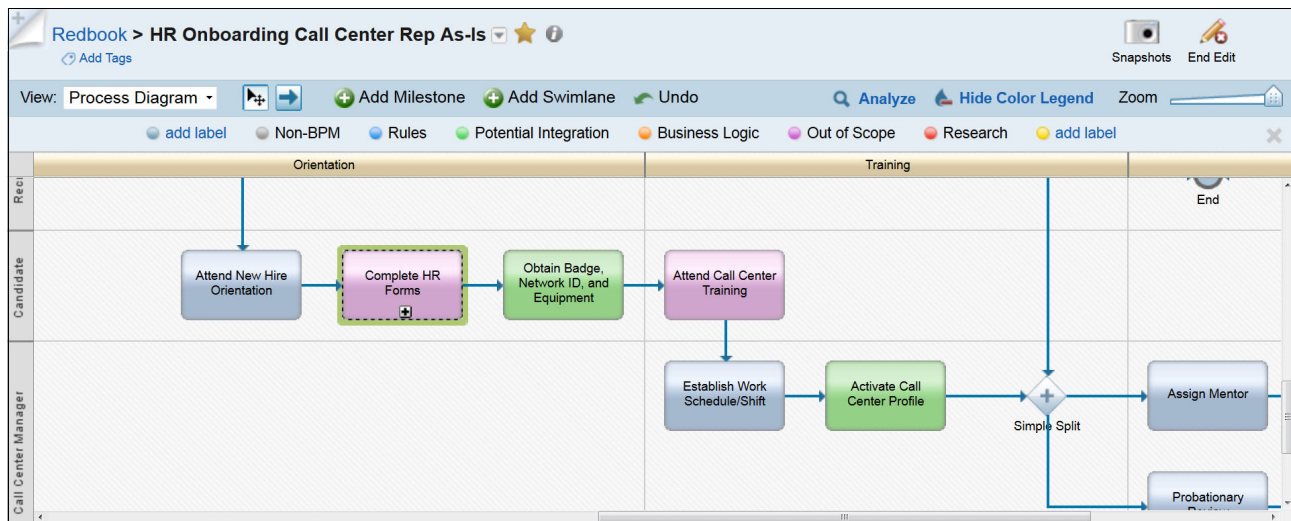 Redbook > HR Onboarding Call Center Rep As-Is
Add Tags
Snapshots
End Edit
View: Process Diagram
Add Milestone
Add Swimlane
Undo
Analyze
Hide Color Legend
Zoom
add label
Non-BPM
Rules
Potential Integration
Business Logic
Out of Scope
Research
add label
Orientation
Training
End
Candidate
Attend New Hire
Orientation
Complete HR
Forms
Obtain Badge,
Network ID, and
Equipment
Attend Call Center
Training
Call Center Manager
Establish Work
Schedule/Shift
Activate Call
Center Profile
Simple Split
Assign Mentor
Probationary